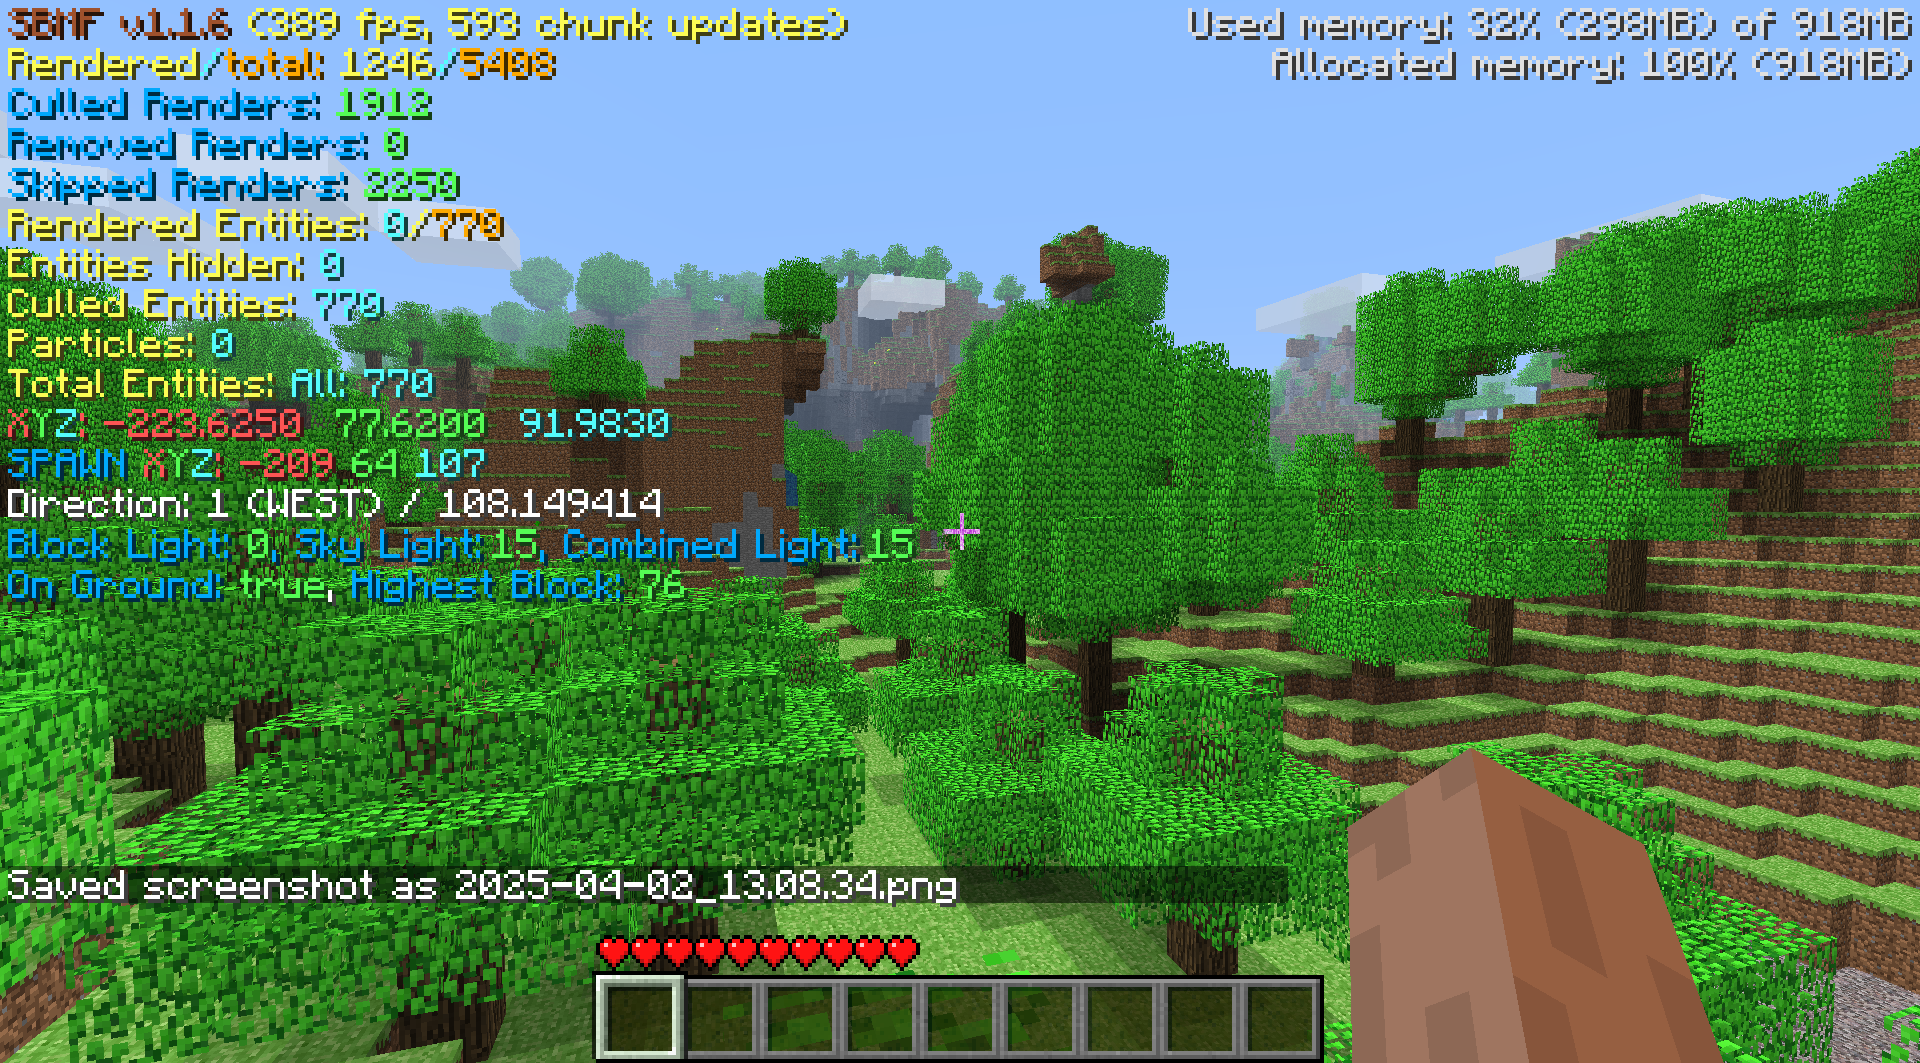 SBMF v1.1.6 (389 fps, 593 chunk updates)
Used memory: 32% (298MB) of 918MB
Rendered/total: 1246/5408
Allocated memory: 100% (918MB)
Culled Renders: 1912
Removed Renders: 0
Skipped Renders: 2250
Rendered Entities: 0/770
Entities Hidden: 0
Culled Entities: 770
Particles: 0
Total Entities: All: 770
XYZ: -223.6250 77.6200 91.9830
SPAWN XYZ: -209 64 107
Direction: 1 (WEST) / 108.149414
Block Light: 0, Sky Light: 15, Combined Light: 15
On Ground: true, Highest Block: 76
Saved screenshot as 2025-04-02_13.08.34.png